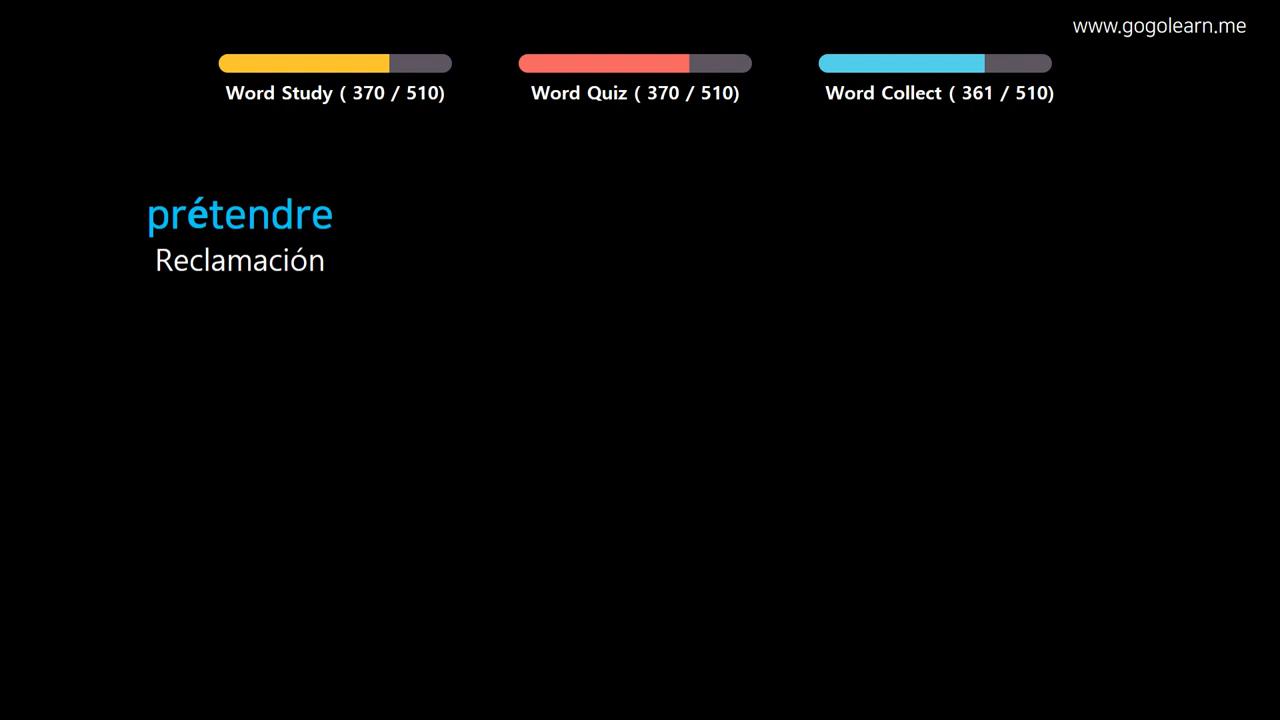 www.gogolearn.me
Word Study ( 370 / 510)
Word Quiz ( 370 / 510)
Word Collect ( 361 / 510)
prétendre
Reclamación